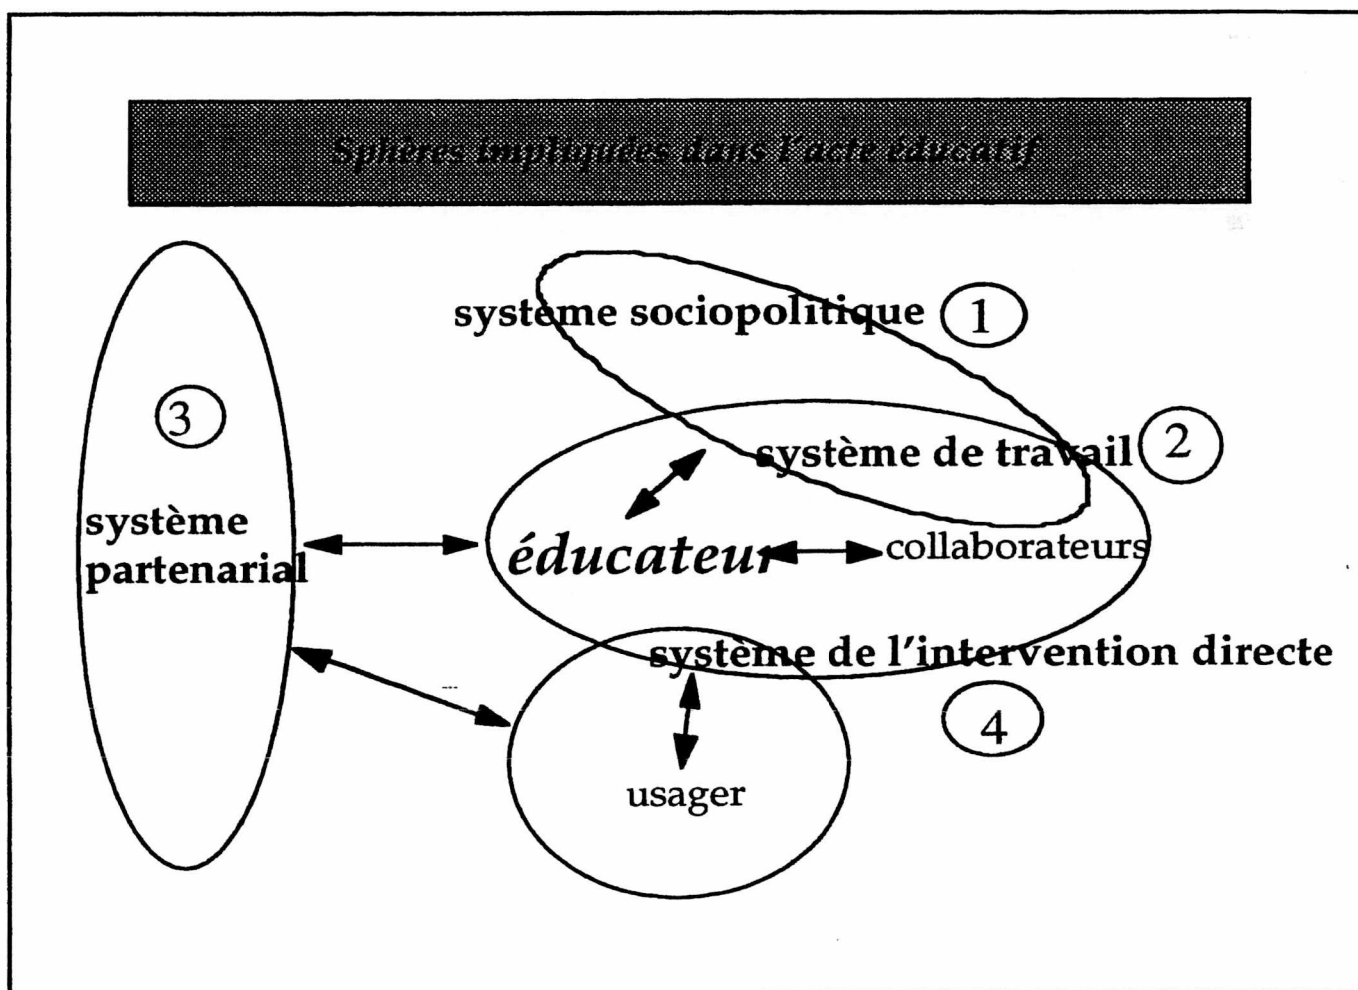 Sphères impliquées dans l'acte éducatif
système sociopolitique 1
système de travail 2
3
système
partenarial
éducateur
collaborateurs
système de l'intervention directe
4
usager